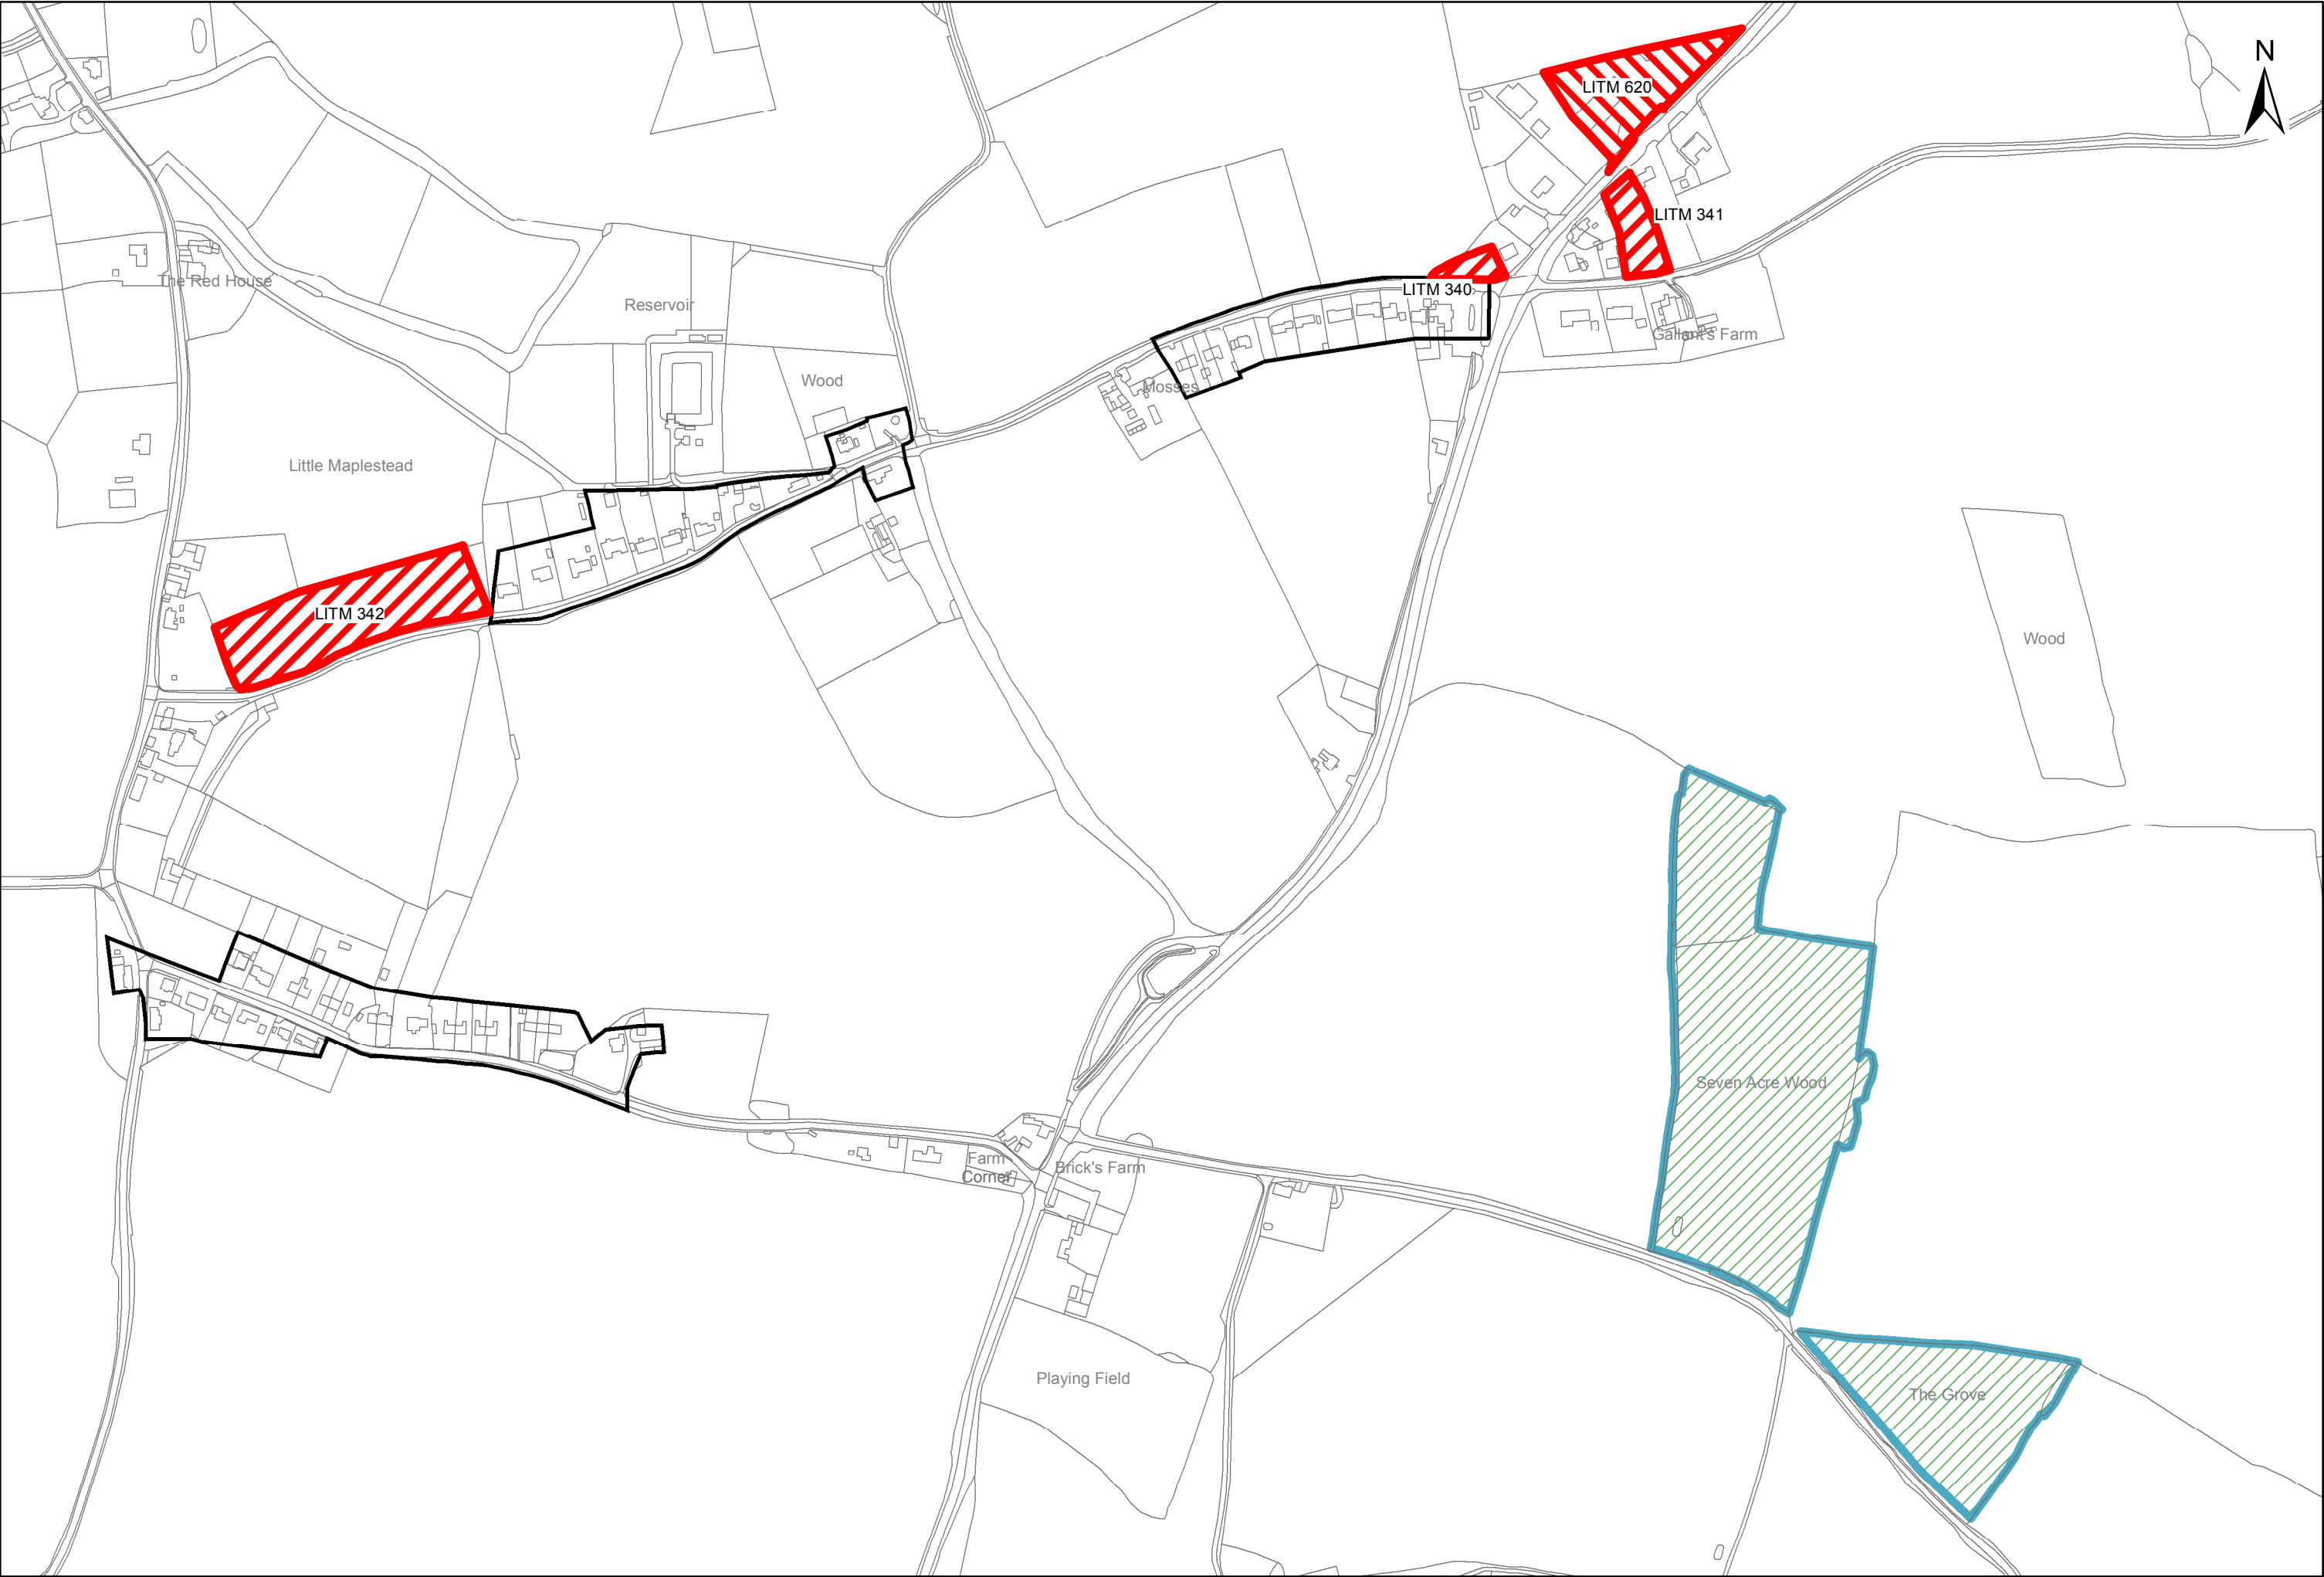 N
LITM 620
LITM 341
The Red House
LITM 340
Reservoir
Gallant's Farm
Wood
Mosses
Little Maplestead
LITM 342
Wood
Seven Acre Wood
Farm
Corner
Brick's Farm
Playing Field
The Grove